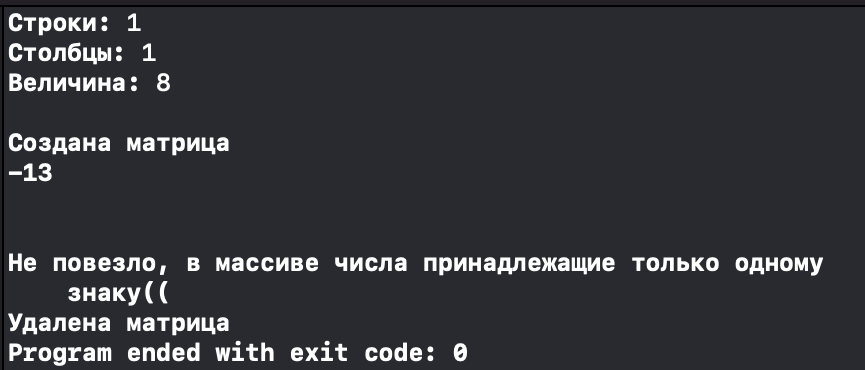 Строки: 1
Столбцы: 1
Величина: 8
Создана матрица
-13
Не повезло, в массиве числа принадлежащие только одному
знаку((
Удалена матрица
Program ended with exit code: 0